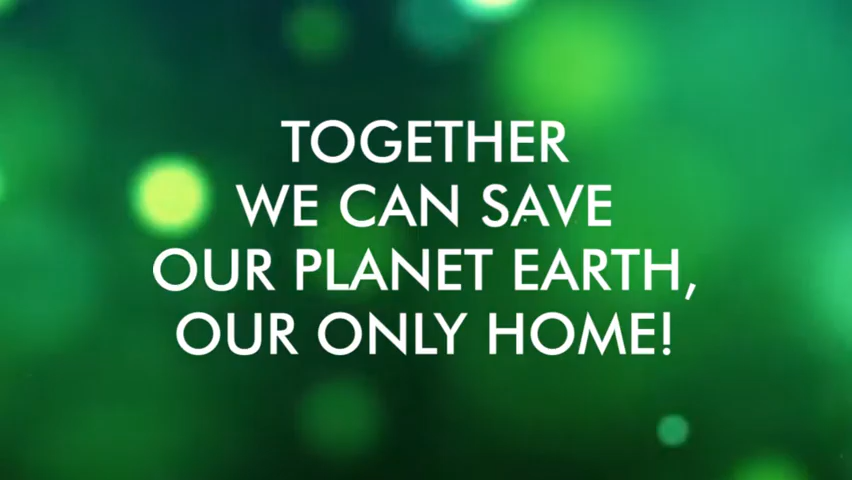 TOGETHER
WE CAN SAVE
OUR PLANET EARTH,
OUR ONLY HOME!